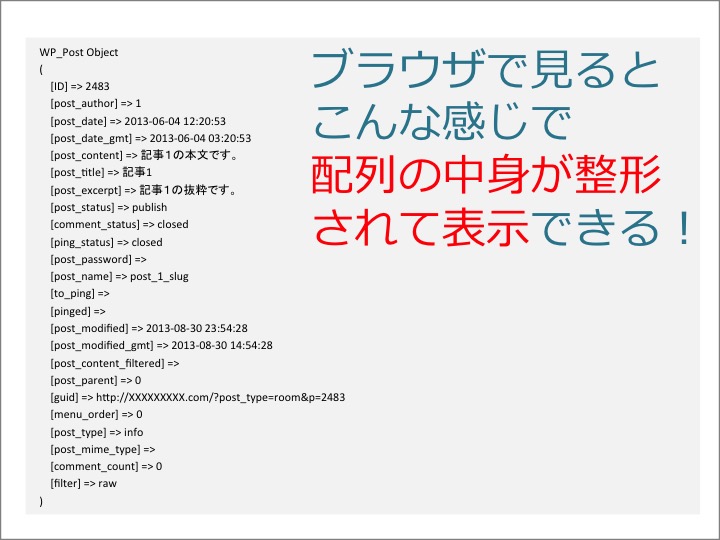 WP_Post Object
(
[ID] => 2483
[post_author] => 1
[post_date] => 2013-06-04 12:20:53
[post_date_gmt] => 2013-06-04 03:20:53
[post_content] => 記事1の本文です。
[post_title] => 記事1
[post_excerpt] => 記事1の抜粋です。
[post_status] => publish
[comment_status] => closed
[ping_status] => closed
[post_password] =>
[post_name] => post_1_slug
[to_ping] =>
[pinged] =>
[post_modified] => 2013-08-30 23:54:28
[post_modified_gmt] => 2013-08-30 14:54:28
[post_content_filtered] =>
[post_parent] => 0
[guid] => http://XXXXXXXXX.com/?post_type=room&p=2483
[menu_order] => 0
[post_type] => info
[post_mime_type] =>
[comment_count] => 0
[filter] => raw
)
ブラウザで見ると
こんな感じで
配列の中身が整形
されて表示できる！